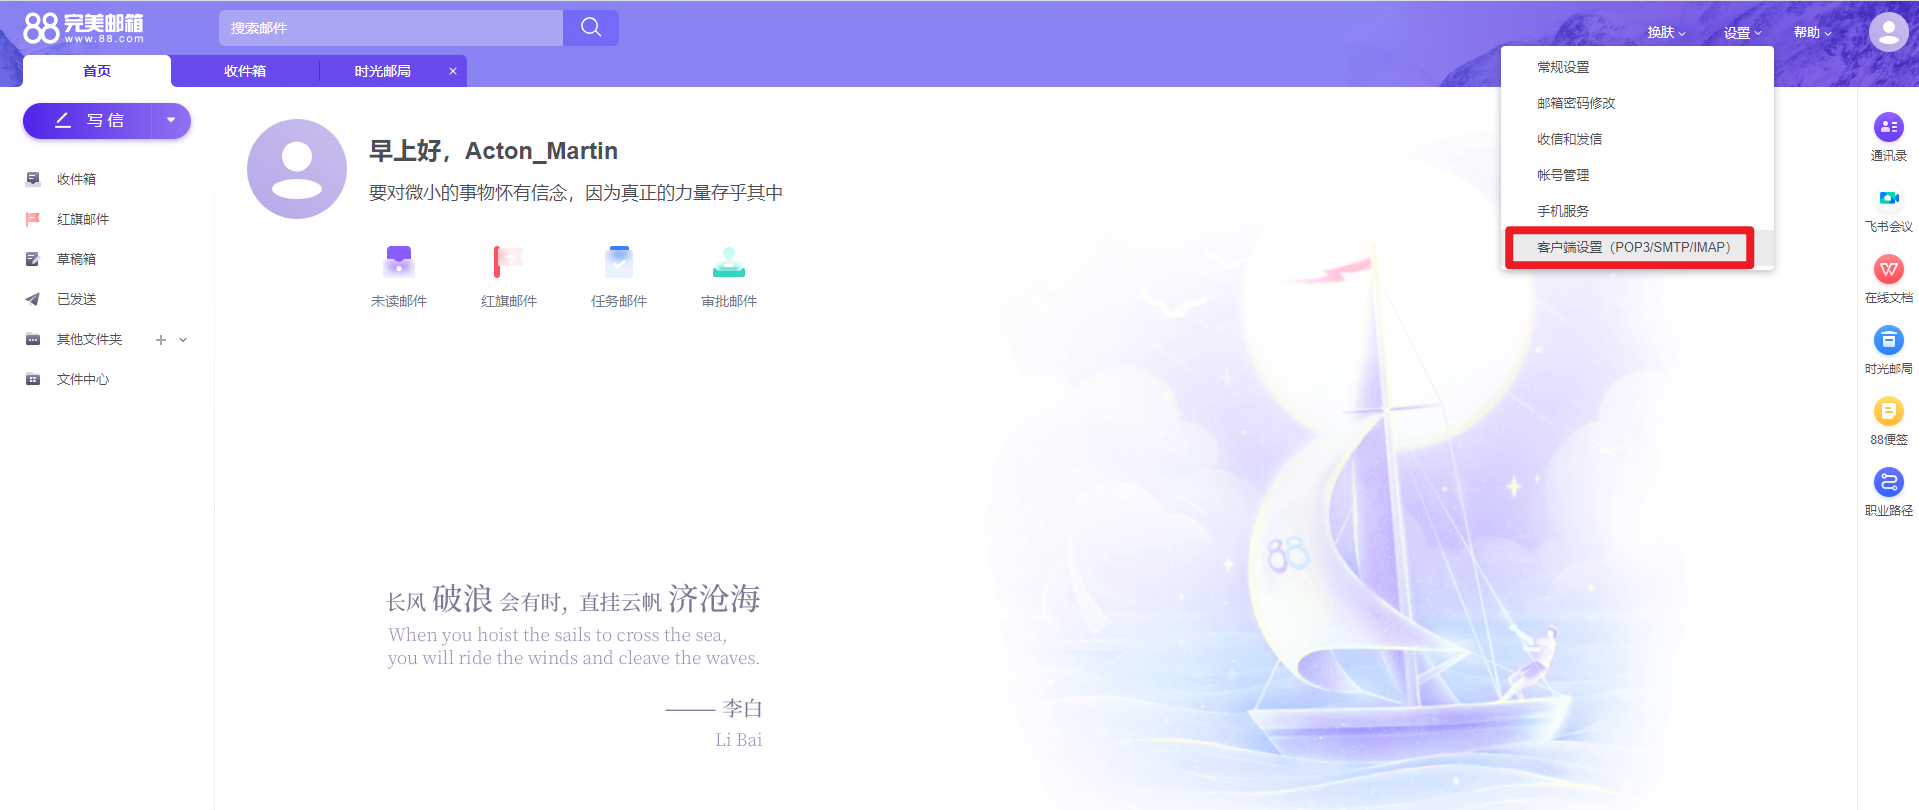 88 完美邮箱
www.88.com
搜索邮件
换肤
设置
帮助
首页
收件箱
时光邮局
×
常规设置
邮箱密码修改
收信和发信
帐号管理
手机服务
客户端设置（POP3/SMTP/IMAP）
写 信
收件箱
红旗邮件
草稿箱
已发送
其他文件夹
文件中心
早上好，Acton_Martin
要对微小的事物怀有信念，因为真正的力量存乎其中
未读邮件
红旗邮件
任务邮件
审批邮件
88
长风 破浪 会有时，直挂云帆 济沧海
When you hoist the sails to cross the sea,
you will ride the winds and cleave the waves.
—— 李白
Li Bai
通讯录
飞书会议
在线文档
时光邮局
88便签
职业路径